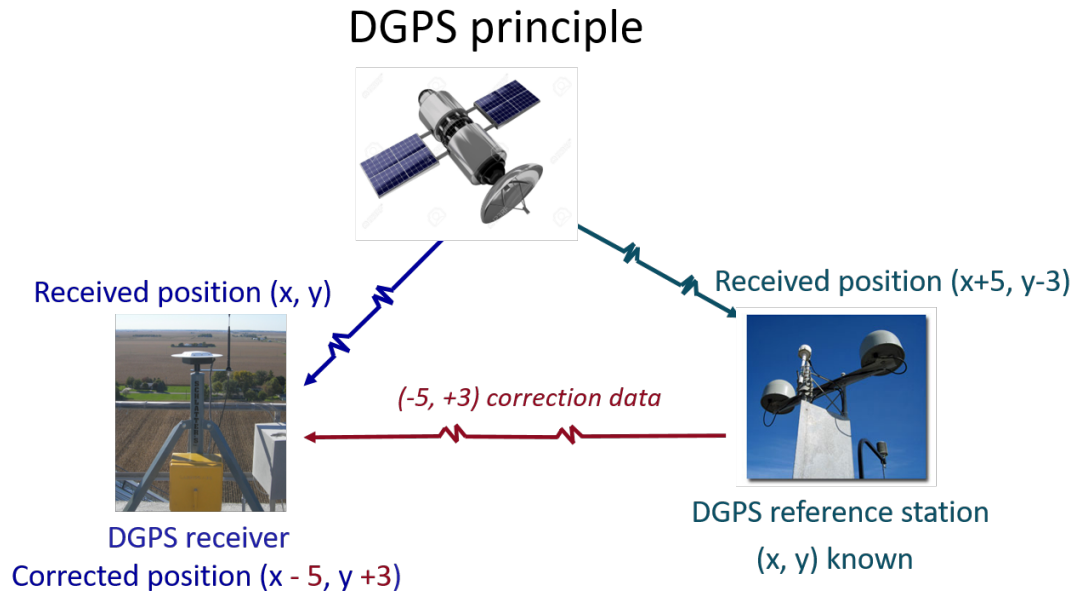 DGPS principle
Received position (x, y)
Received position (x+5, y-3)
(-5, +3) correction data
DGPS receiver
Corrected position (x - 5, y +3)
DGPS reference station
(x, y) known